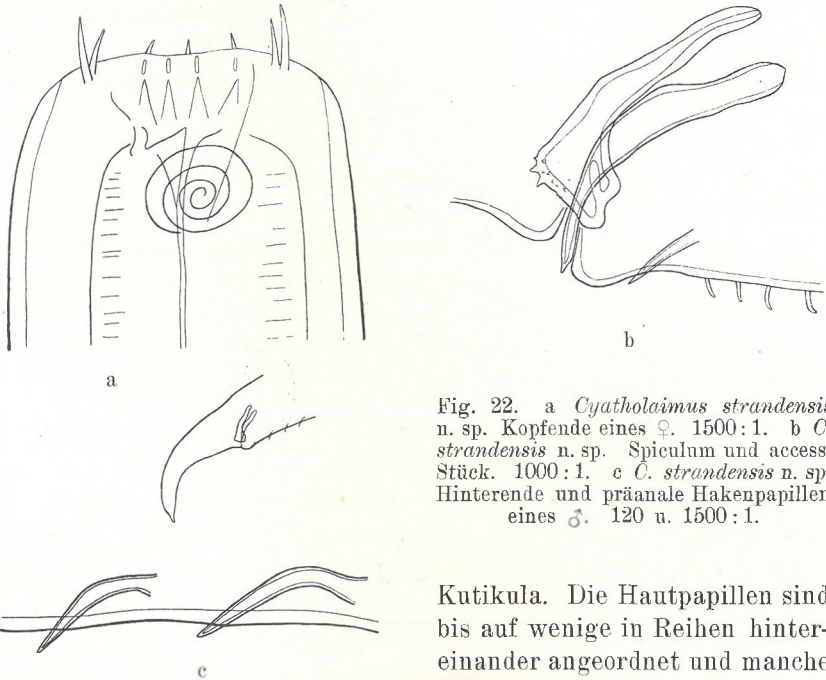 a
b
c
Fig. 22. a Cyatholaimus strandensis
n. sp. Kopfende eines ♀. 1500 : 1. b C.
strandensis n. sp. Spiculum und access.
Stück. 1000 : 1. c C. strandensis n. sp.
Hinterende und präanale Hakenpapillen
eines ♂. 120 u. 1500 : 1.
Kutikula. Die Hautpapillen sind
bis auf wenige in Reihen hinter-
einander angeordnet und manche